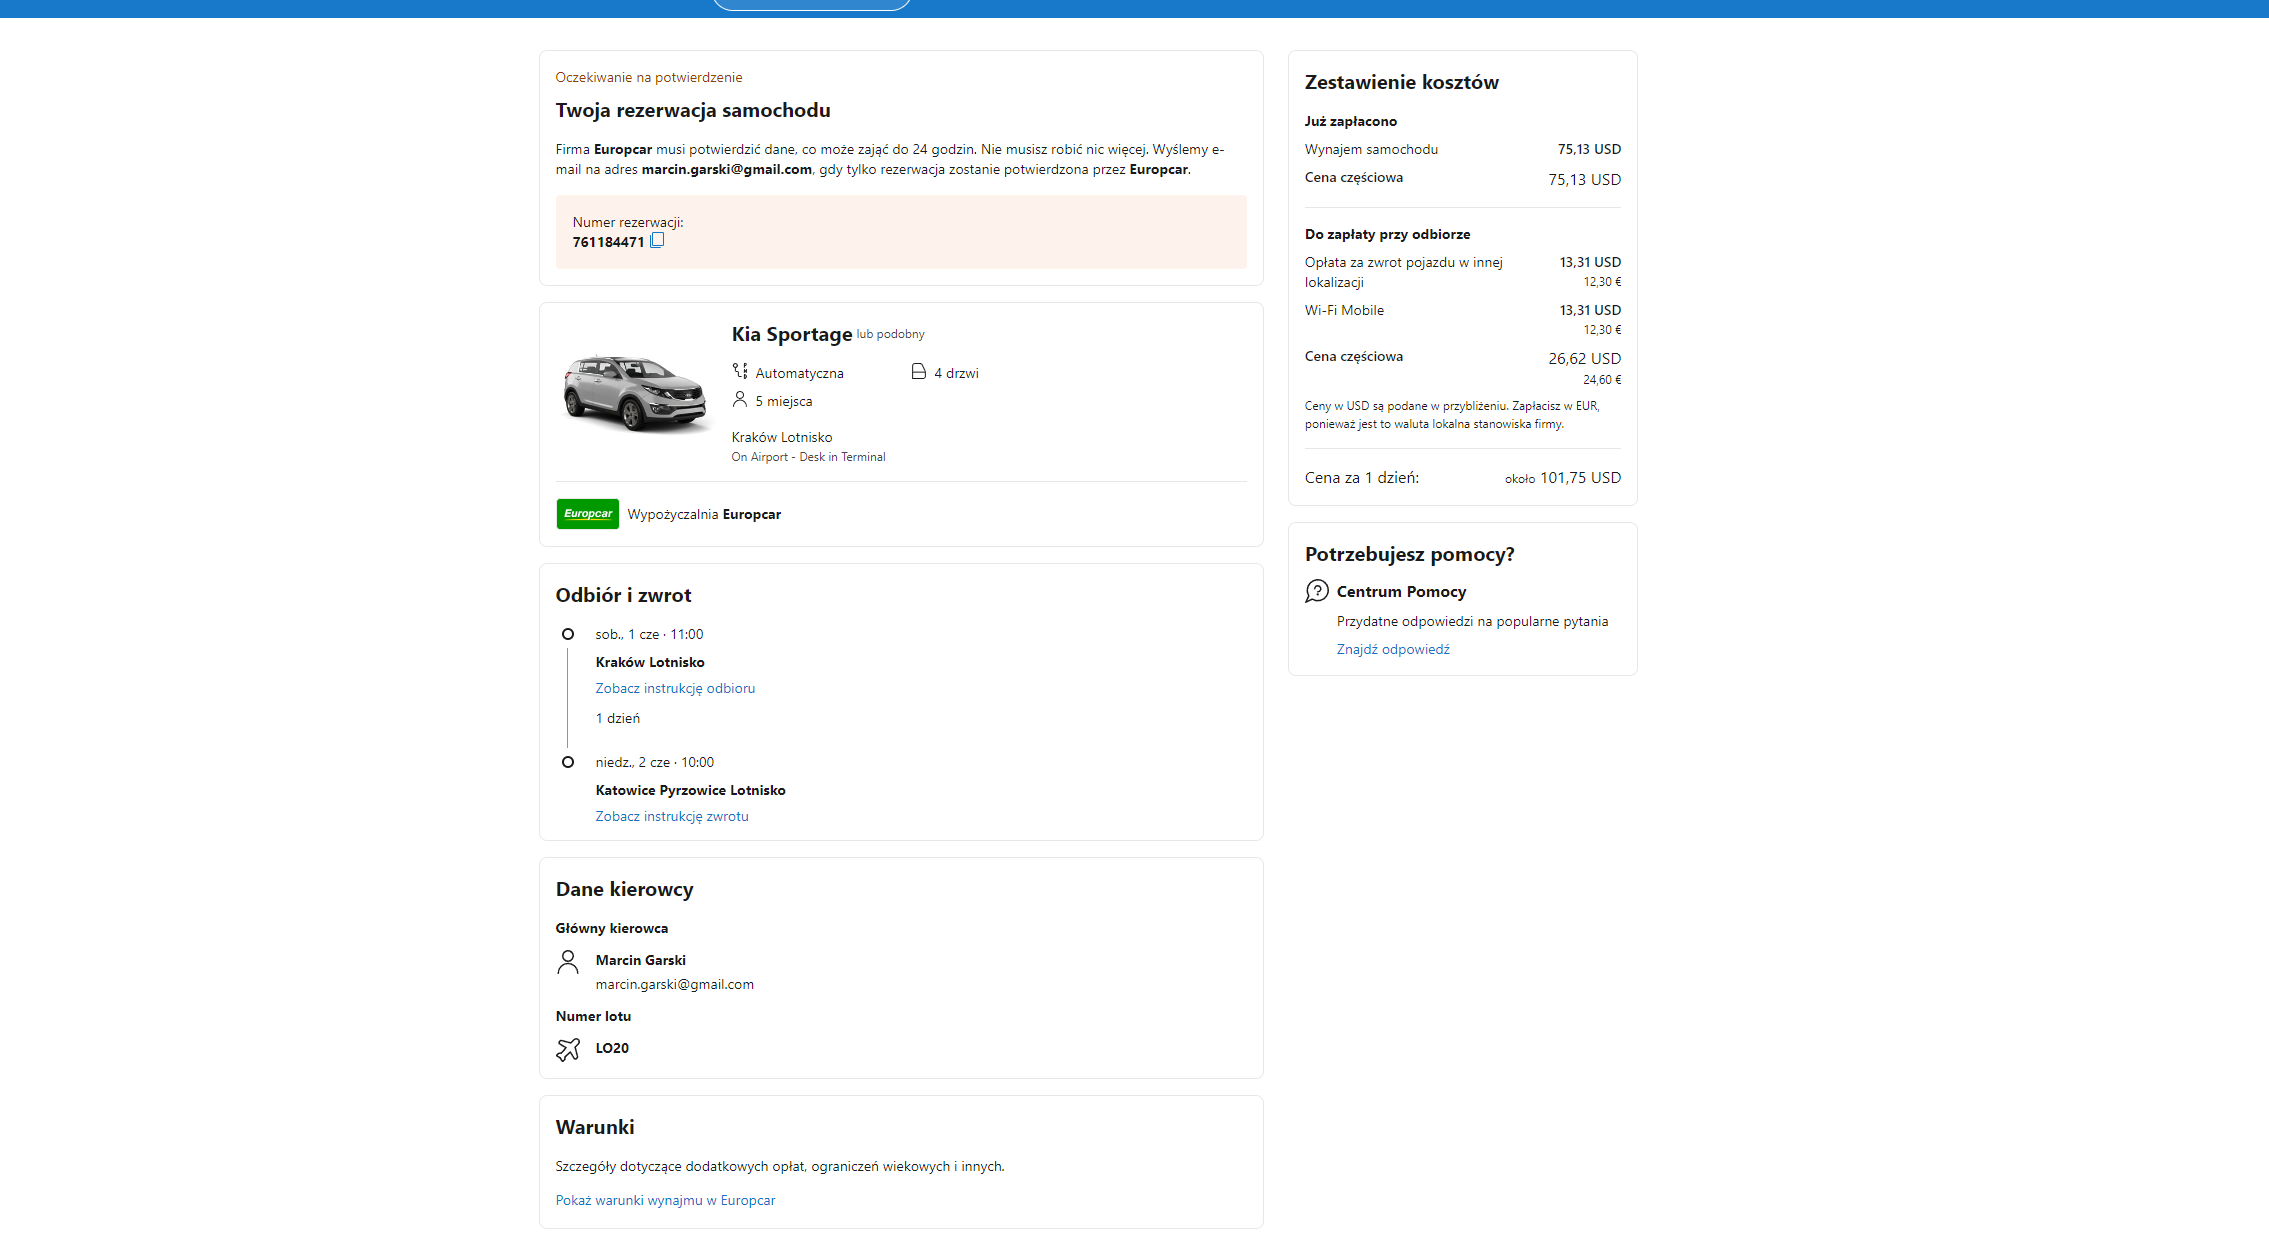 Oczekiwanie na potwierdzenie
Twoja rezerwacja samochodu
Firma Europcar musi potwierdzić dane, co może zająć do 24 godzin. Nie musisz robić nic więcej. Wyślemy e-
mail na adres marcin.garski@gmail.com, gdy tylko rezerwacja zostanie potwierdzona przez Europcar.
Numer rezerwacji:
761184471
Kia Sportage lub podobny
Automatyczna
4 drzwi
5 miejsca
Kraków Lotnisko
On Airport - Desk in Terminal
Europcar
Wypożyczalnia Europcar
Odbiór i zwrot
sob., 1 cze · 11:00
Kraków Lotnisko
Zobacz instrukcję odbioru
1 dzień
niedz., 2 cze · 10:00
Katowice Pyrzowice Lotnisko
Zobacz instrukcję zwrotu
Dane kierowcy
Główny kierowca
Marcin Garski
marcin.garski@gmail.com
Numer lotu
LO20
Warunki
Szczegóły dotyczące dodatkowych opłat, ograniczeń wiekowych i innych.
Pokaż warunki wynajmu w Europcar
Zestawienie kosztów
Już zapłacono
Wynajem samochodu 75,13 USD
Cena częściowa 75,13 USD
Do zapłaty przy odbiorze
Opłata za zwrot pojazdu w innej 13,31 USD
lokalizacji 12,30 €
Wi-Fi Mobile 13,31 USD
12,30 €
Cena częściowa 26,62 USD
24,60 €
Ceny w USD są podane w przybliżeniu. Zapłacisz w EUR,
ponieważ jest to waluta lokalna stanowiska firmy.
Cena za 1 dzień: około 101,75 USD
Potrzebujesz pomocy?
Centrum Pomocy
Przydatne odpowiedzi na popularne pytania
Znajdź odpowiedź